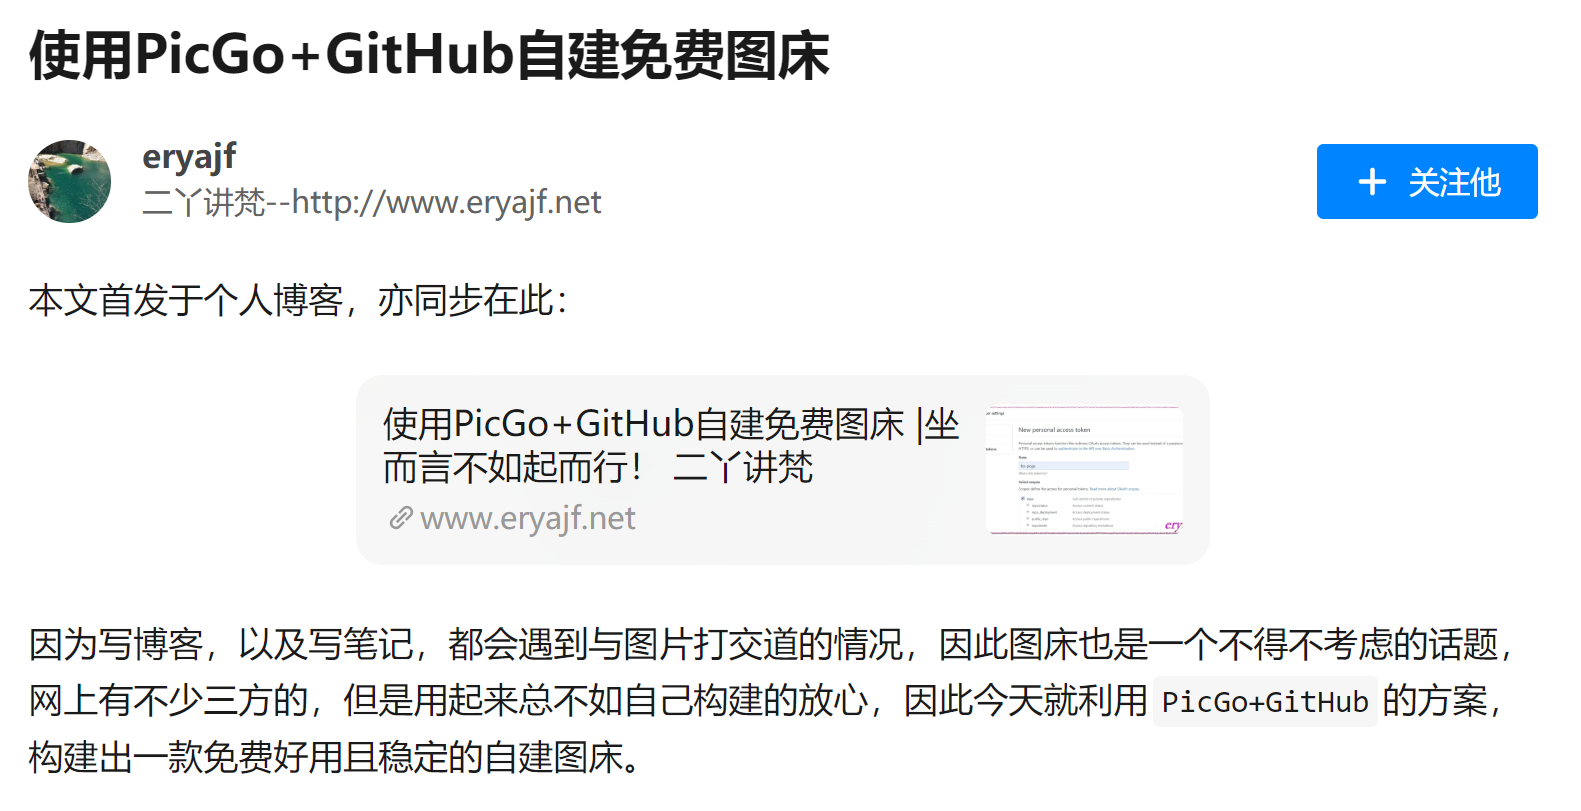 使用PicGo+GitHub自建免费图床
eryajf
二丫讲梵--http://www.eryajf.net
+ 关注他
本文首发于个人博客，亦同步在此：
使用PicGo+GitHub自建免费图床 |坐
而言不如起而行！ 二丫讲梵
www.eryajf.net
New personal access token
因为写博客，以及写笔记，都会遇到与图片打交道的情况，因此图床也是一个不得不考虑的话题，
网上有不少三方的，但是用起来总不如自己构建的放心，因此今天就利用 PicGo+GitHub 的方案，
构建出一款免费好用且稳定的自建图床。